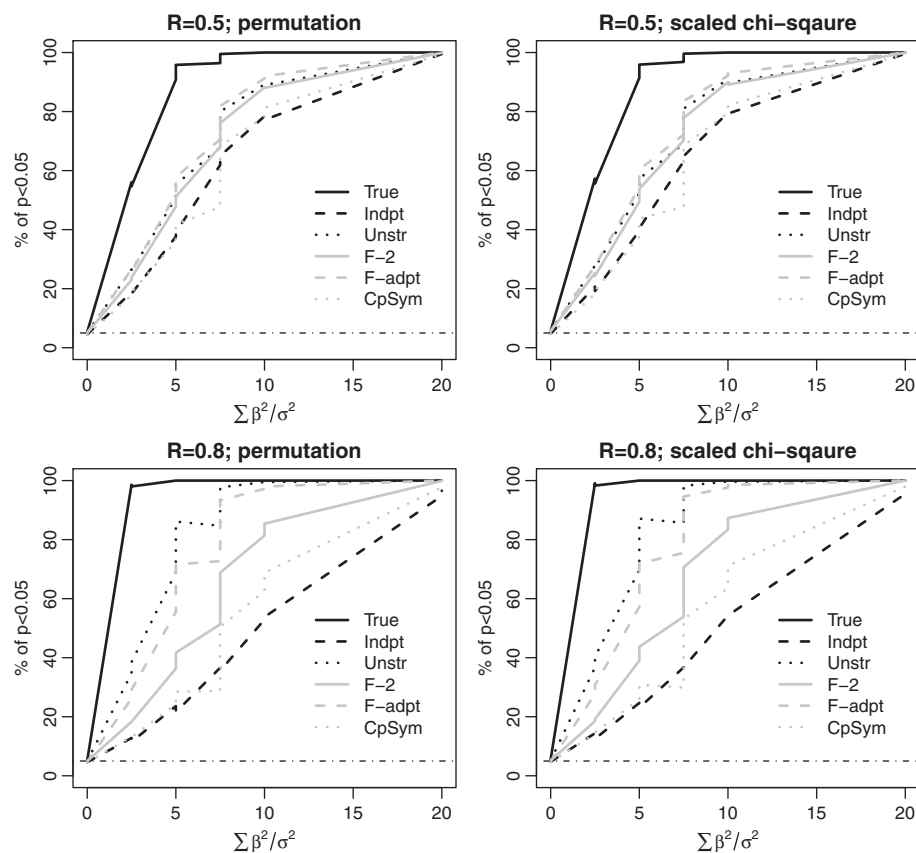 R=0.5; permutation
% of p<0.05
100
80
60
40
20
0
True
Indpt
Unstr
F−2
F−adpt
CpSym
0 5 10 15 20
∑ β²/σ²
R=0.5; scaled chi−sqaure
% of p<0.05
100
80
60
40
20
0
True
Indpt
Unstr
F−2
F−adpt
CpSym
0 5 10 15 20
∑ β²/σ²
R=0.8; permutation
% of p<0.05
100
80
60
40
20
0
True
Indpt
Unstr
F−2
F−adpt
CpSym
0 5 10 15 20
∑ β²/σ²
R=0.8; scaled chi−sqaure
% of p<0.05
100
80
60
40
20
0
True
Indpt
Unstr
F−2
F−adpt
CpSym
0 5 10 15 20
∑ β²/σ²